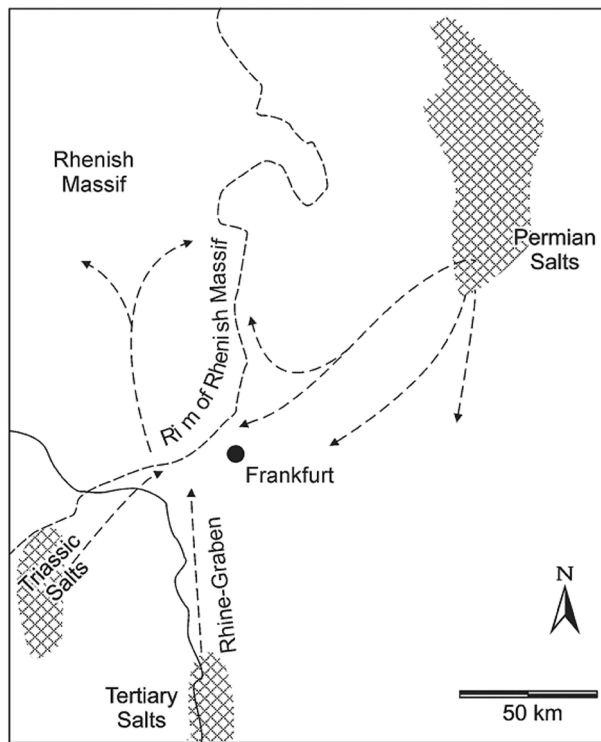 Rhenish
Massif
Permian
Salts
Rim of Rhenish Massif
Frankfurt
Triassic
Salts
Rhine-Graben
N
Tertiary
Salts
50 km